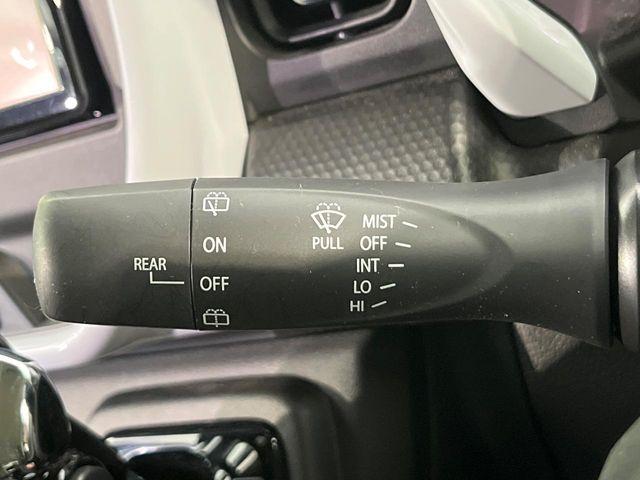 REAR
ON
OFF
PULL
MIST
OFF
INT
LO
HI